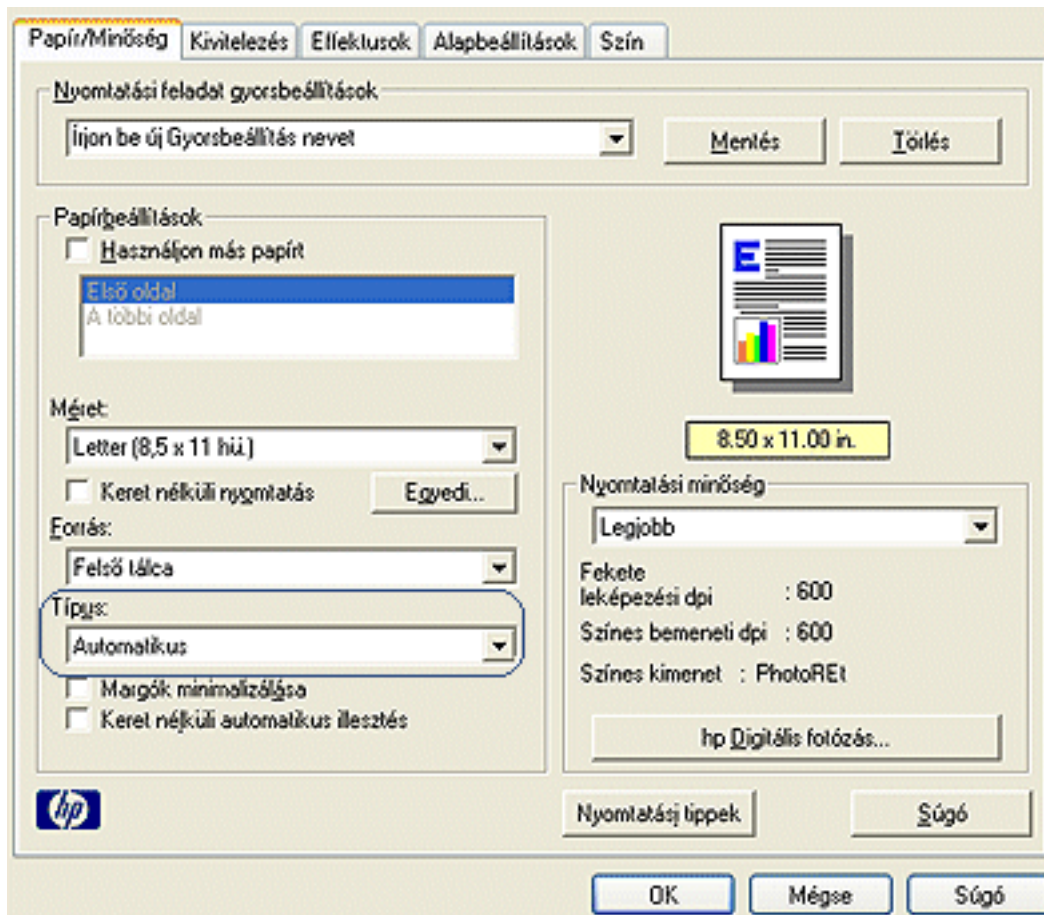 Papír/Minőség Kivitelezés Effektusok Alapbeállítások Szín
Nyomtatási feladat gyorsbeállítások
Írjon be új Gyorsbeállítás nevet Mentés Törlés
Papírbeállítások
Használjon más papírt
Első oldal
A többi oldal
E
Méret:
Letter (8,5 x 11 hü.)
8.50 x 11.00 in.
Keret nélküli nyomtatás Egyedi...
Nyomtatási minőség
Legjobb
Forrás:
Felső tálca
Fekete
leképezési dpi : 600
Típus:
Automatikus
Színes bemeneti dpi : 600
Színes kimenet : PhotoREt
Margók minimalizálása
Keret nélküli automatikus illesztés
hp Digitális fotózás...
hp
Nyomtatási tippek Súgó
OK Mégse Súgó